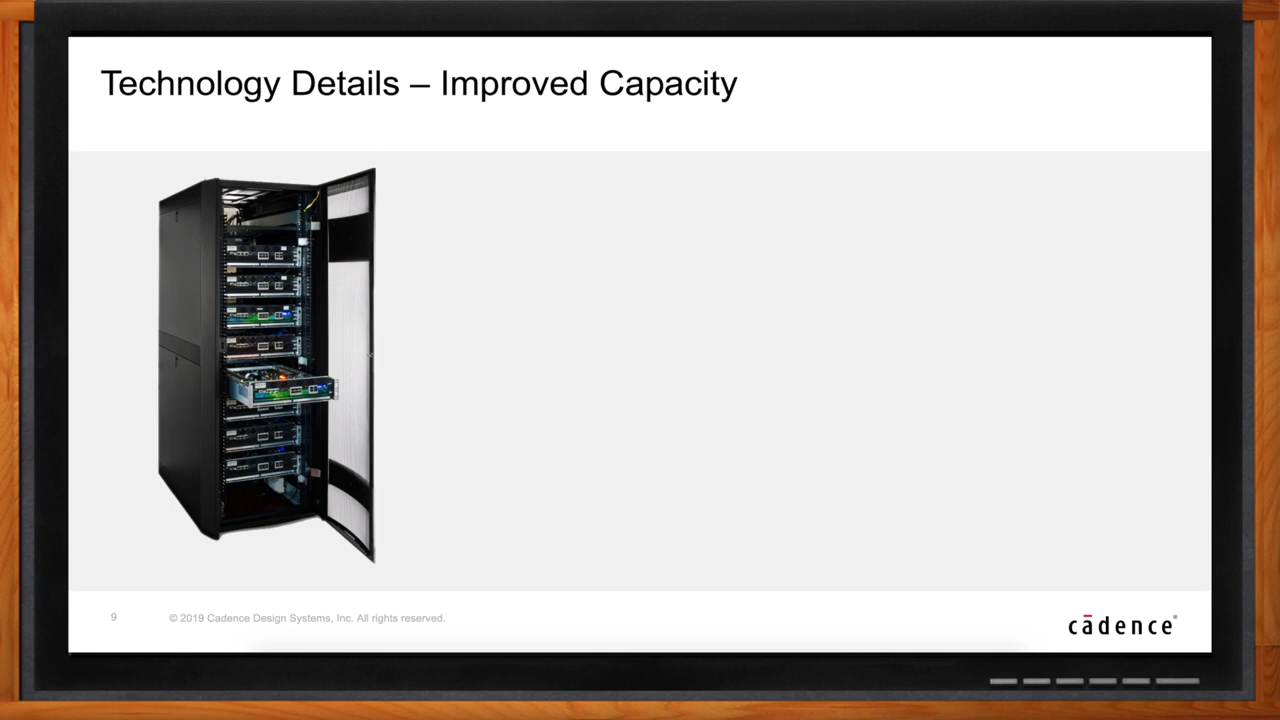 Technology Details – Improved Capacity
9
© 2019 Cadence Design Systems, Inc. All rights reserved.
cādence®